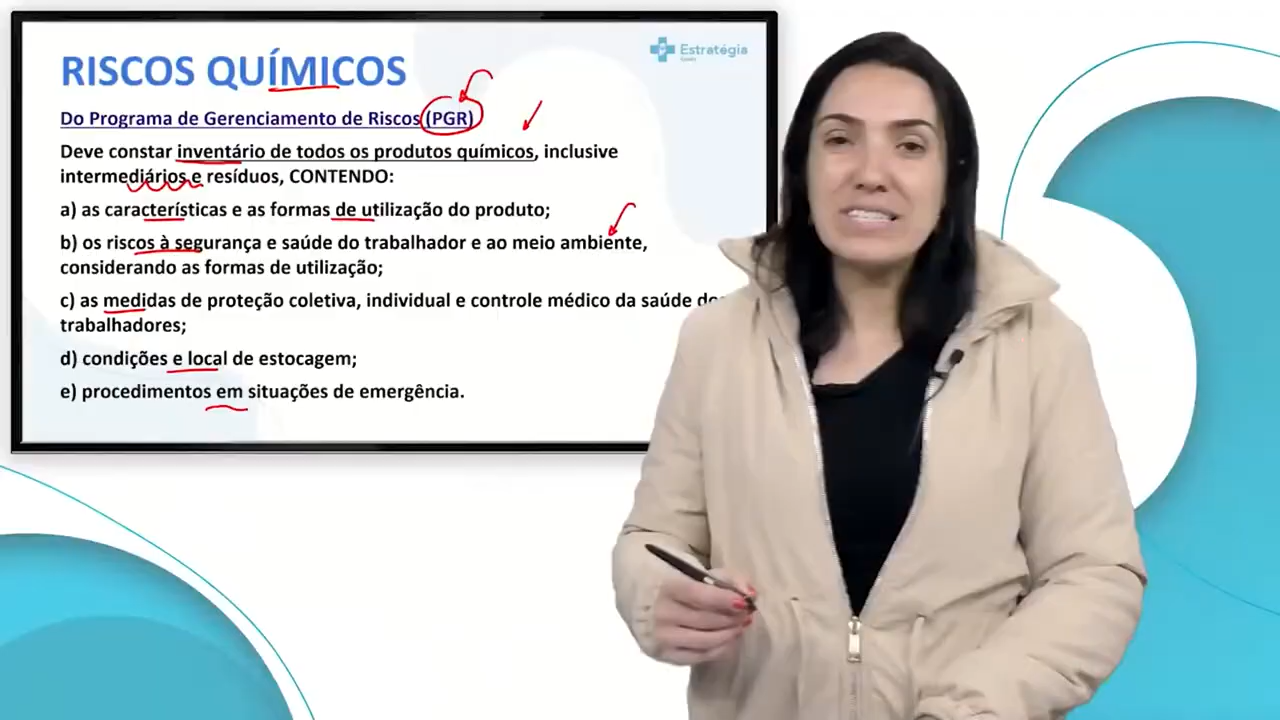 Estratégia
Saúde
RISCOS QUÍMICOS
Do Programa de Gerenciamento de Riscos (PGR)
Deve constar inventário de todos os produtos químicos, inclusive
intermediários e resíduos, CONTENDO:
a) as características e as formas de utilização do produto;
b) os riscos à segurança e saúde do trabalhador e ao meio ambiente,
considerando as formas de utilização;
c) as medidas de proteção coletiva, individual e controle médico da saúde dos
trabalhadores;
d) condições e local de estocagem;
e) procedimentos em situações de emergência.